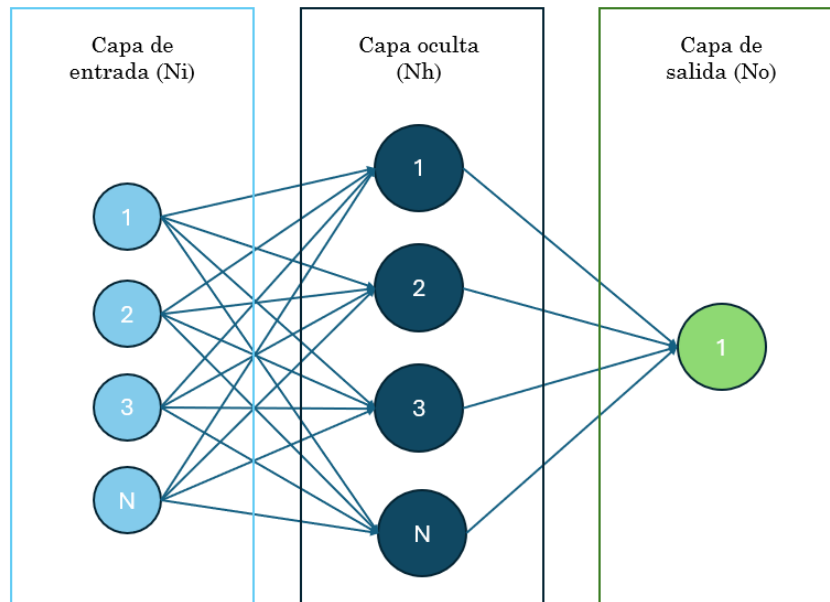 Capa de
entrada (Ni)
Capa oculta
(Nh)
Capa de
salida (No)
1
2
3
N
1
2
3
N
1